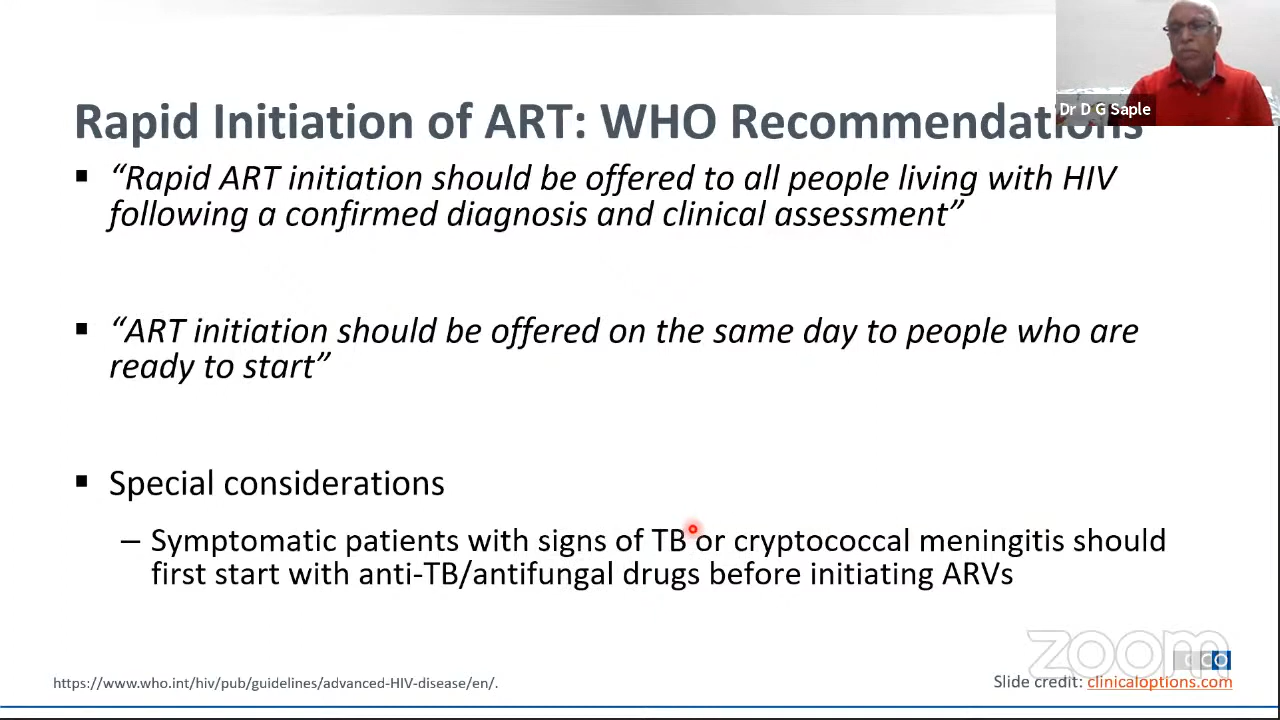 Dr D G Saple
Rapid Initiation of ART: WHO Recommendations
▪ “Rapid ART initiation should be offered to all people living with HIV
following a confirmed diagnosis and clinical assessment”
▪ “ART initiation should be offered on the same day to people who are
ready to start”
▪ Special considerations
– Symptomatic patients with signs of TB or cryptococcal meningitis should
first start with anti-TB/antifungal drugs before initiating ARVs
zoom
CCO
https://www.who.int/hiv/pub/guidelines/advanced-HIV-disease/en/.
Slide credit: clinicaloptions.com